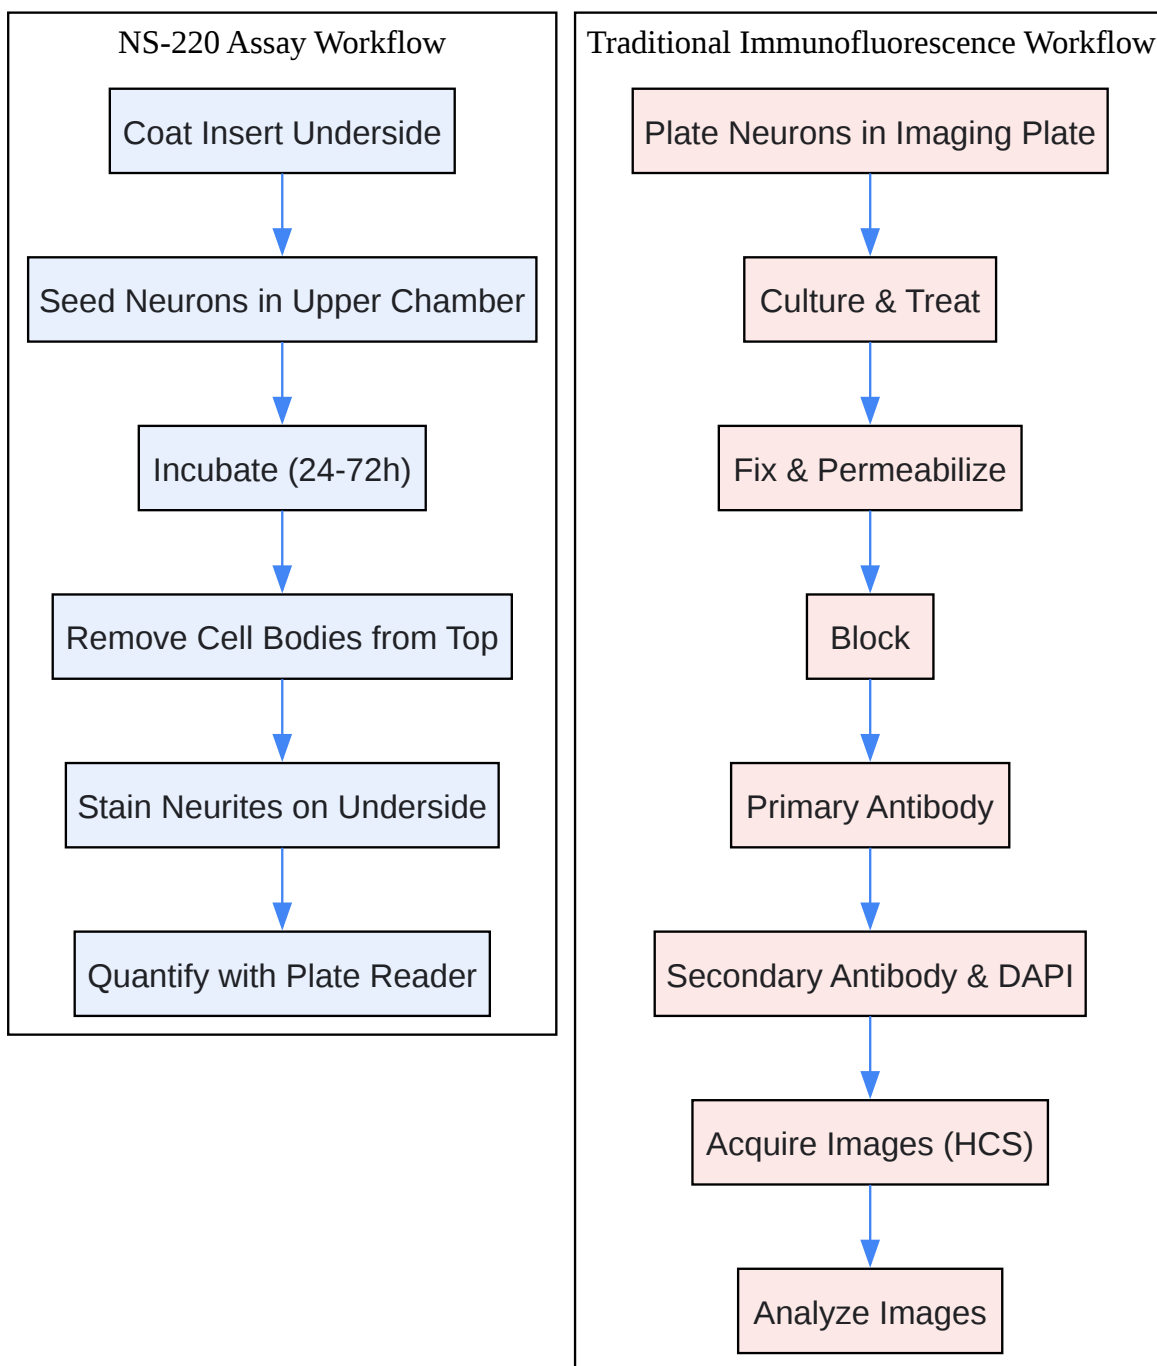 NS-220 Assay Workflow
Coat Insert Underside
Seed Neurons in Upper Chamber
Incubate (24-72h)
Remove Cell Bodies from Top
Stain Neurites on Underside
Quantify with Plate Reader
Traditional Immunofluorescence Workflow
Plate Neurons in Imaging Plate
Culture & Treat
Fix & Permeabilize
Block
Primary Antibody
Secondary Antibody & DAPI
Acquire Images (HCS)
Analyze Images